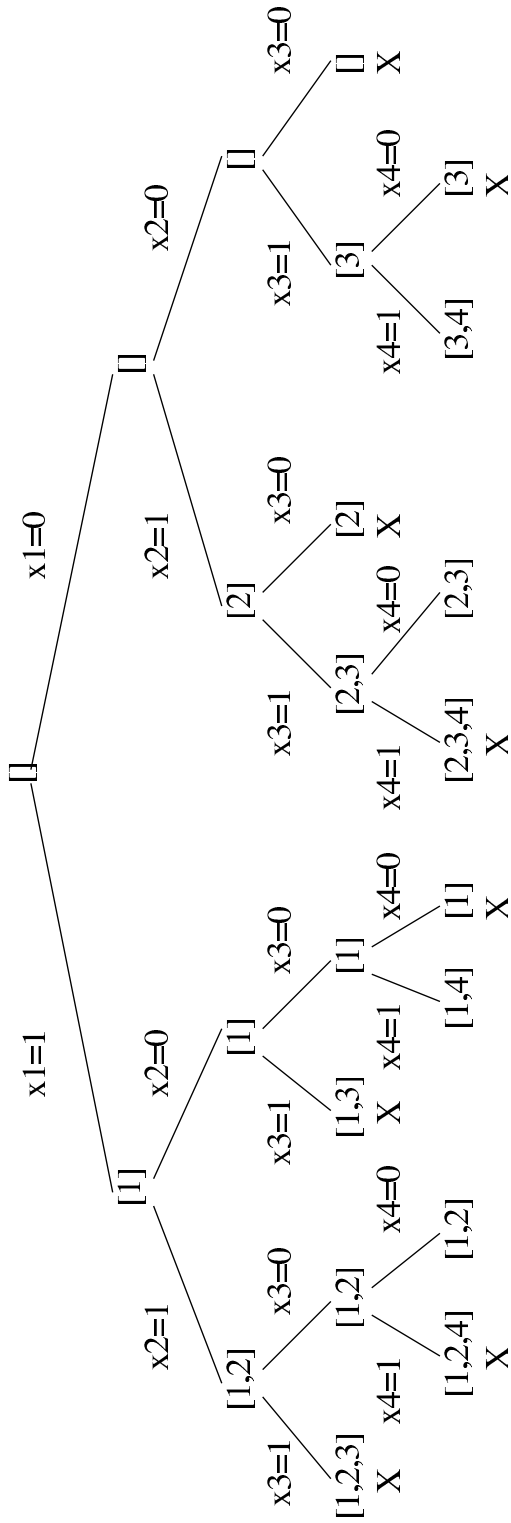 []
x1=1 x1=0
[1] []
x2=1 x2=0 x2=1 x2=0
[1,2] [1] [2] []
x3=1 x3=0 x3=1 x3=0 x3=1 x3=0 x3=1 x3=0
[1,2,3] [1,2] [1,3] [1] [2,3] [2] [3] []
X X X X
x4=1 x4=0 x4=1 x4=0 x4=1 x4=0 x4=1 x4=0
[1,2,4] [1,2] [1,4] [1] [2,3,4] [2,3] [3,4] [3]
X X X X